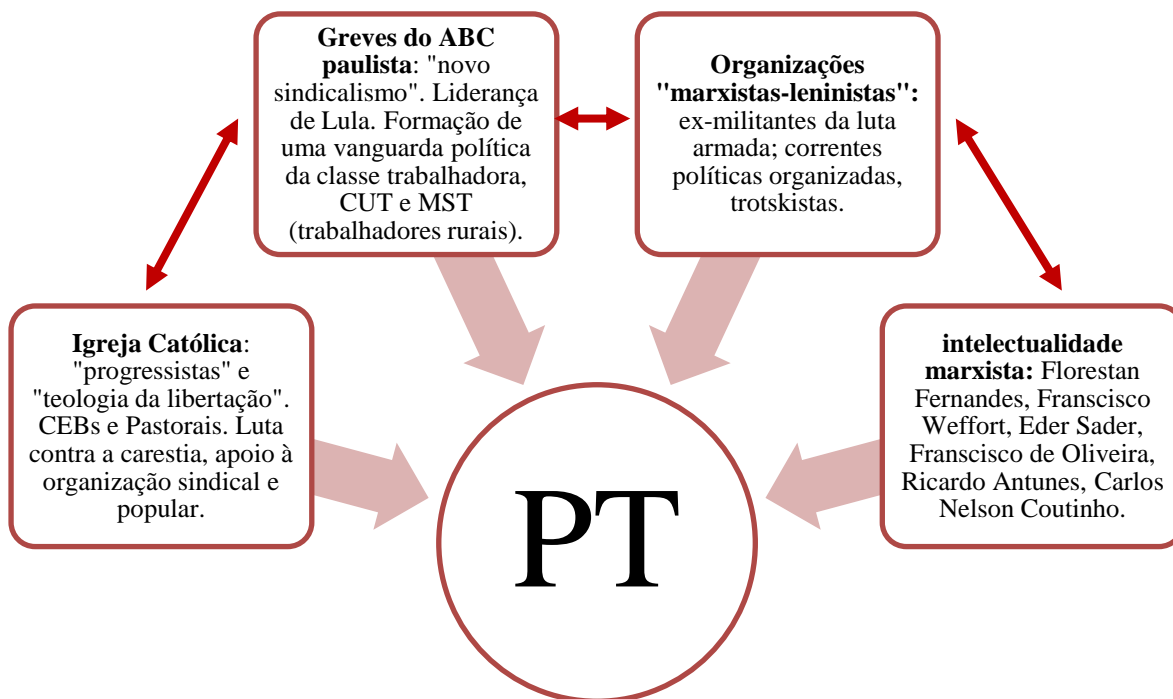 Greves do ABC
paulista: "novo
sindicalismo". Liderança
de Lula. Formação de
uma vanguarda política
da classe trabalhadora,
CUT e MST
(trabalhadores rurais).
Organizações
"marxistas-leninistas":
ex-militantes da luta
armada; correntes
políticas organizadas,
trotskistas.
Igreja Católica:
"progressistas" e
"teologia da libertação".
CEBs e Pastorais. Luta
contra a carestia, apoio à
organização sindical e
popular.
intelectualidade
marxista: Florestan
Fernandes, Franscisco
Weffort, Eder Sader,
Franscisco de Oliveira,
Ricardo Antunes, Carlos
Nelson Coutinho.
PT